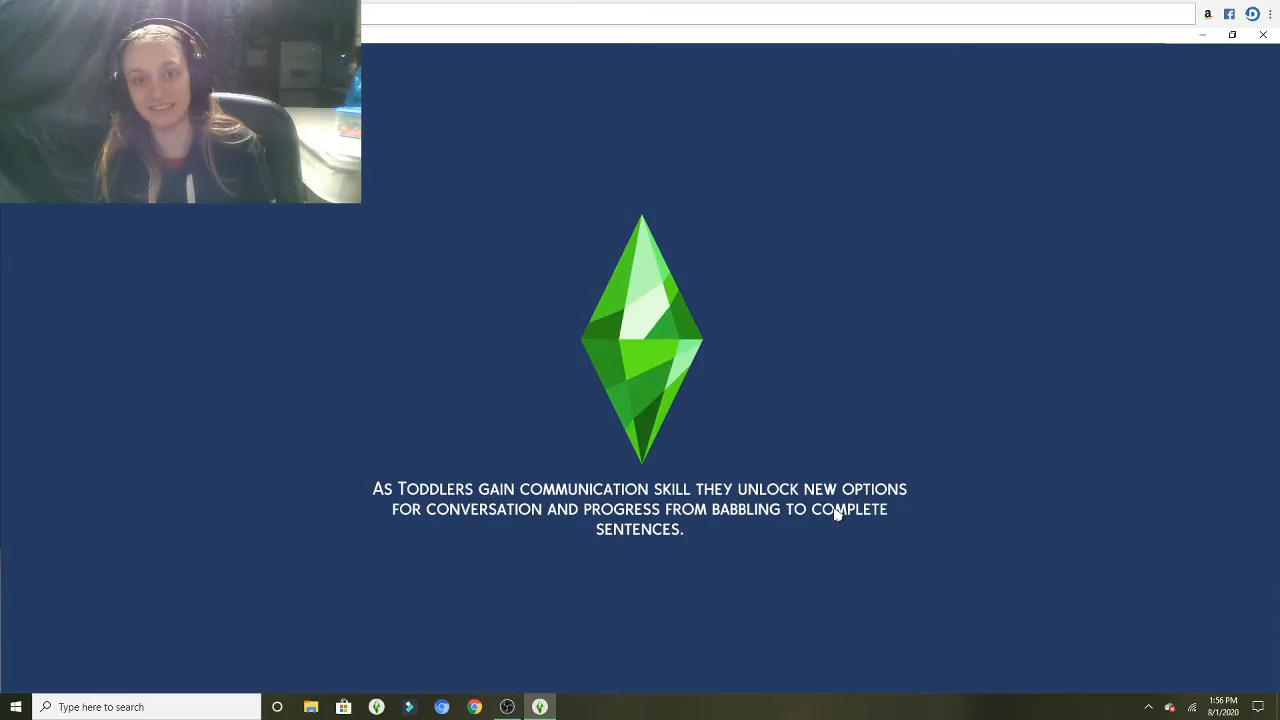 As Toddlers gain communication skill they unlock new options
for conversation and progress from babbling to complete
sentences.
Type here to search
1:56 PM
8/1/2020